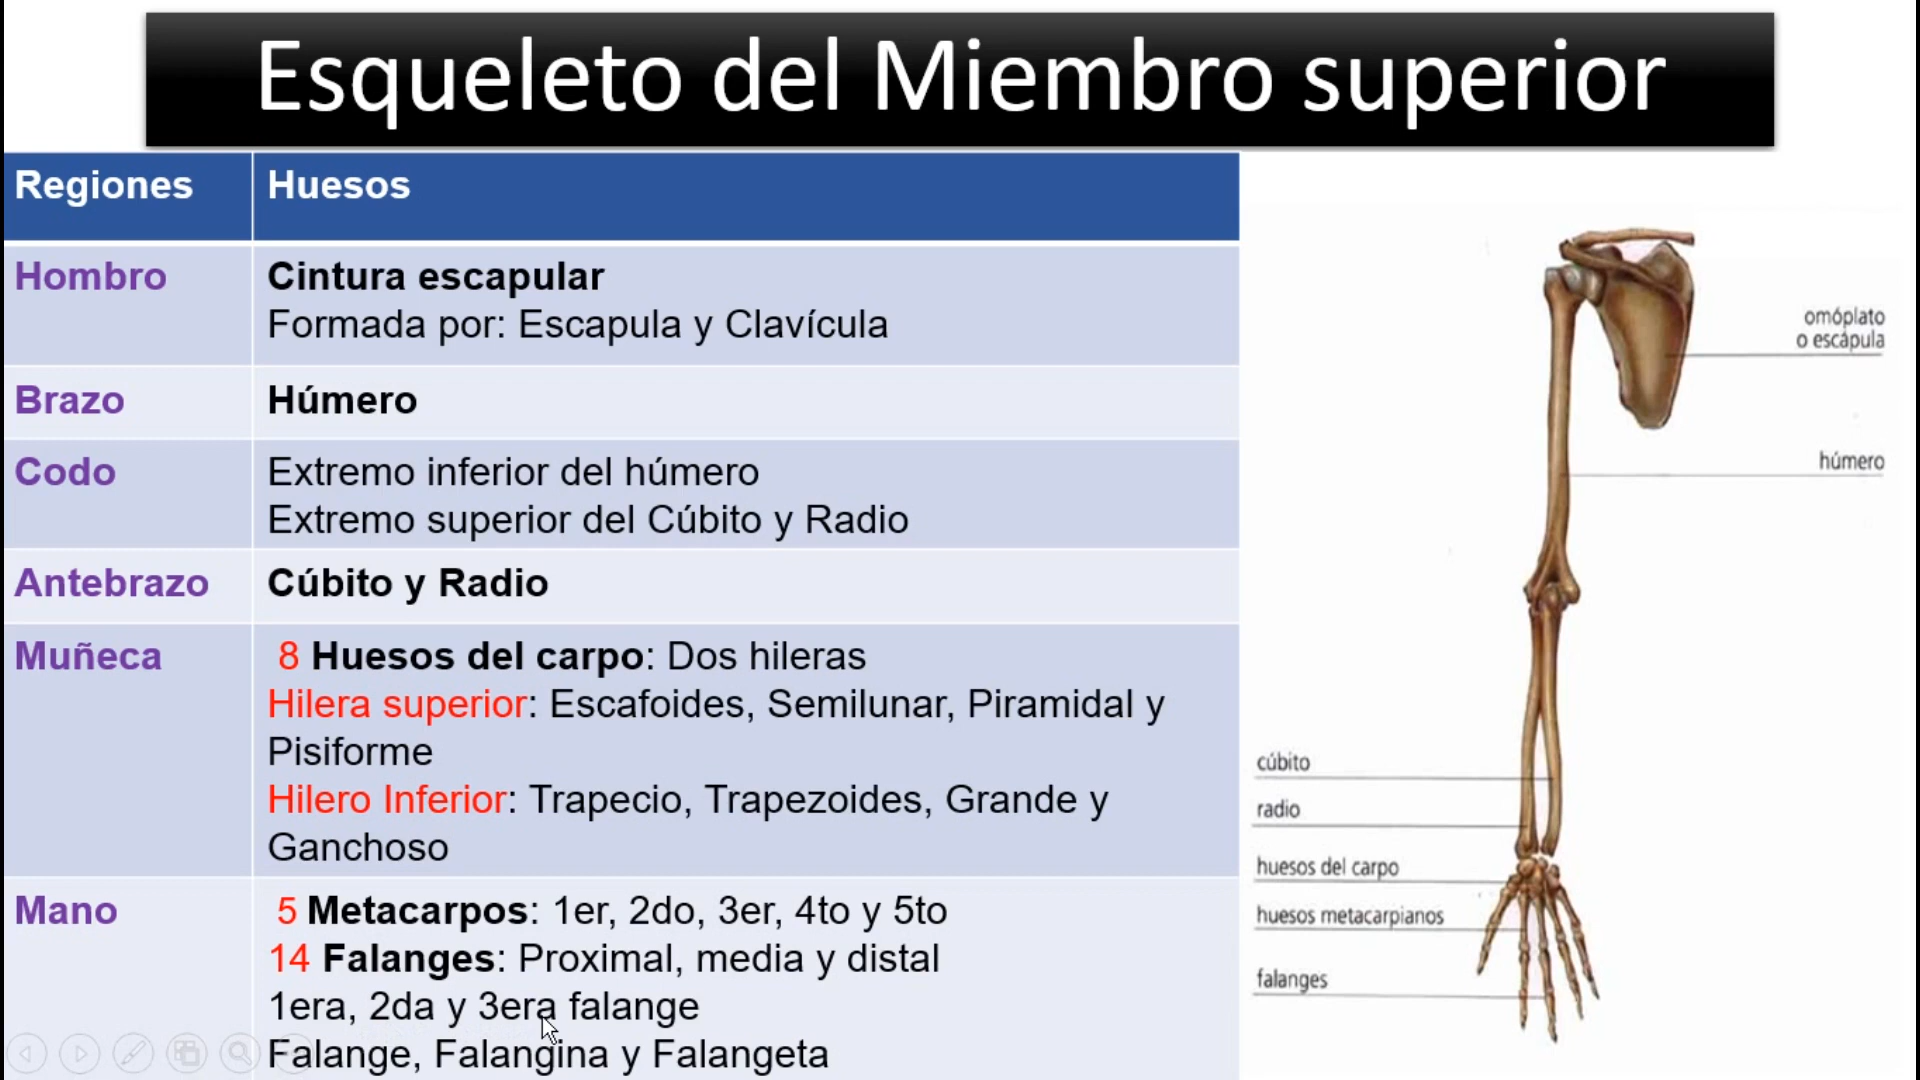 Esqueleto del Miembro superior
Regiones
Huesos
Hombro
Cintura escapular
Formada por: Escapula y Clavícula
Brazo
Húmero
Codo
Extremo inferior del húmero
Extremo superior del Cúbito y Radio
Antebrazo
Cúbito y Radio
Muñeca
8 Huesos del carpo: Dos hileras
Hilera superior: Escafoides, Semilunar, Piramidal y
Pisiforme
Hilero Inferior: Trapecio, Trapezoides, Grande y
Ganchoso
Mano
5 Metacarpos: 1er, 2do, 3er, 4to y 5to
14 Falanges: Proximal, media y distal
1era, 2da y 3era falange
Falange, Falangina y Falangeta
omóplato
o escápula
húmero
cúbito
radio
huesos del carpo
huesos metacarpianos
falanges